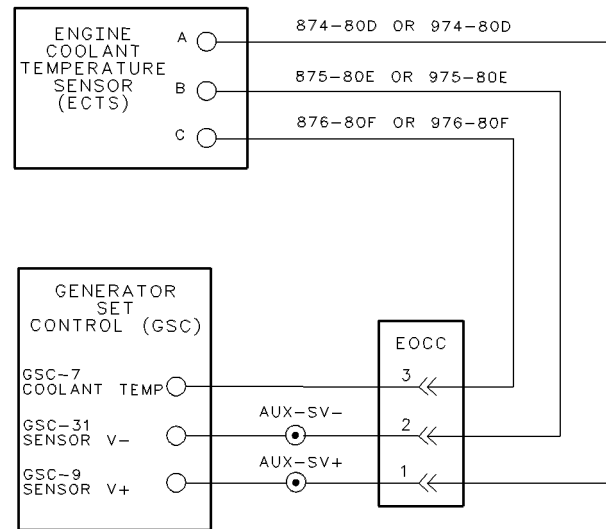 ENGINE
COOLANT
TEMPERATURE
SENSOR
(ECTS)
A
B
C
874-80D OR 974-80D
875-80E OR 975-80E
876-80F OR 976-80F
GENERATOR
SET
CONTROL (GSC)
GSC-7
COOLANT TEMP
GSC-31
SENSOR V-
GSC-9
SENSOR V+
AUX-SV-
AUX-SV+
EOCC
3
2
1